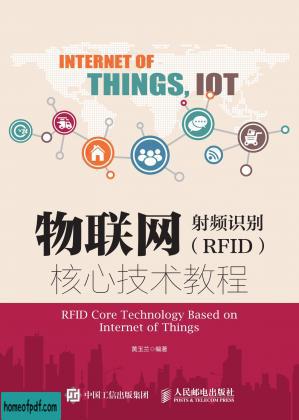 INTERNET OF
THINGS, IOT
物联网
射频识别
（RFID）
核心技术教程
RFID Core Technology Based on
Internet of Things
黄玉兰◎编著
中国工信出版集团
人民邮电出版社
POSTS & TELECOM PRESS
homeofpdf.com